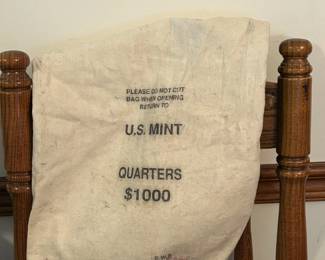 PLEASE DO NOT CUT
BAG WHEN OPENING
RETURN TO
U.S. MINT
QUARTERS
$1000